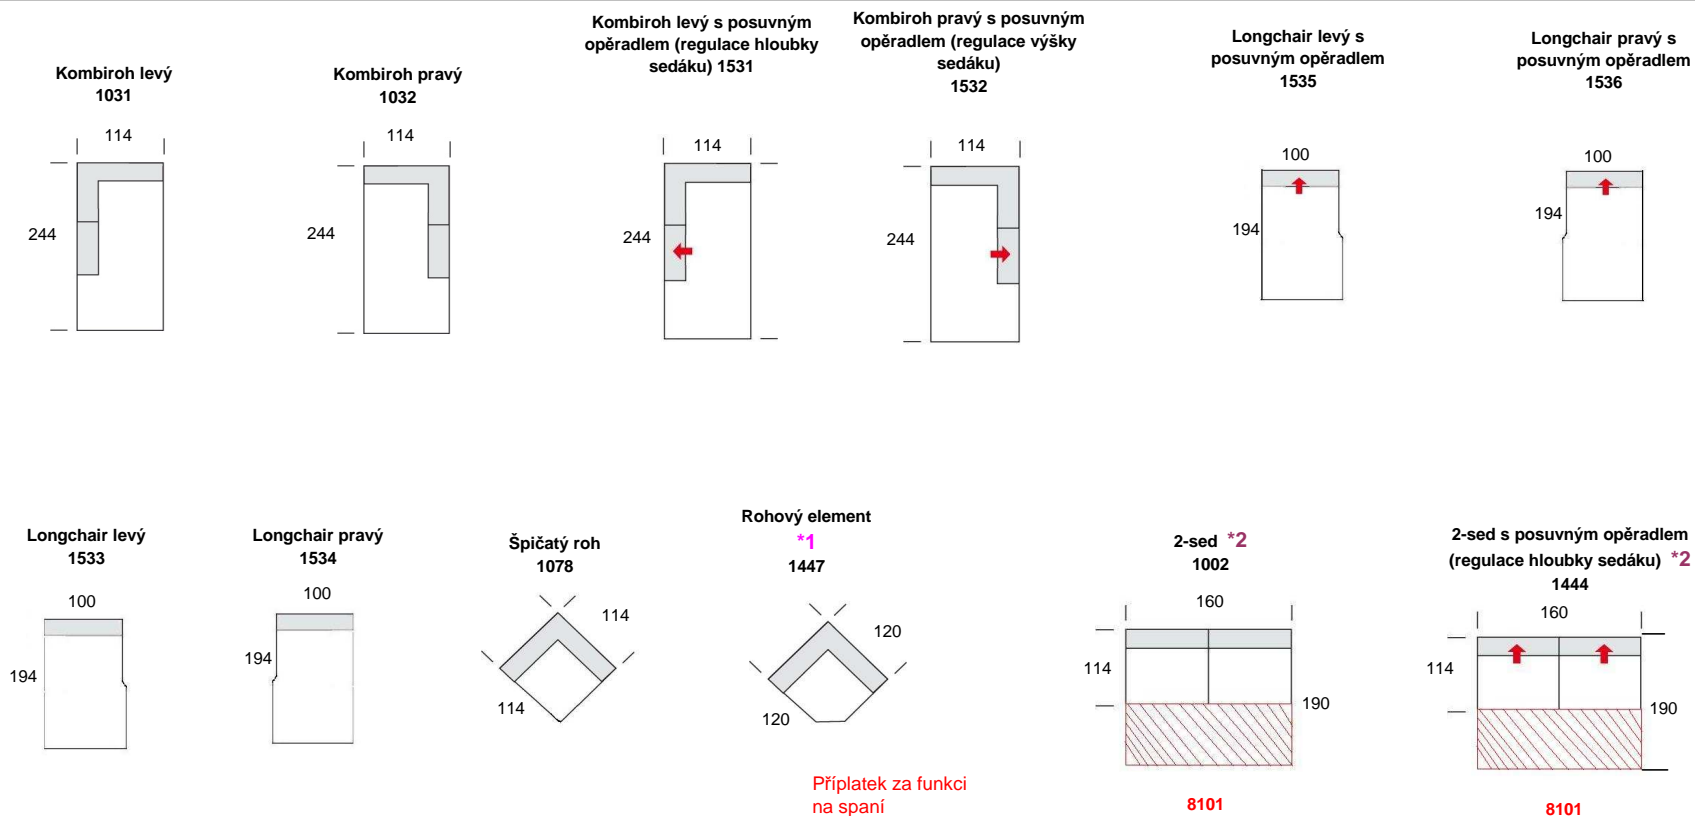 Kombiroh levý
1031
114
244
Kombiroh pravý
1032
114
244
Kombiroh levý s posuvným
opěradlem (regulace hloubky
sedáku) 1531
114
244
Kombiroh pravý s posuvným
opěradlem (regulace výšky
sedáku)
1532
114
244
Longchair levý s
posuvným opěradlem
1535
100
194
Longchair pravý s
posuvným opěradlem
1536
100
194
Longchair levý
1533
100
194
Longchair pravý
1534
100
194
Špičatý roh
1078
114
114
Rohový element
*1
1447
120
120
Příplatek za funkci
na spaní
2-sed *2
1002
160
114
190
8101
2-sed s posuvným opěradlem
(regulace hloubky sedáku) *2
1444
160
114
190
8101